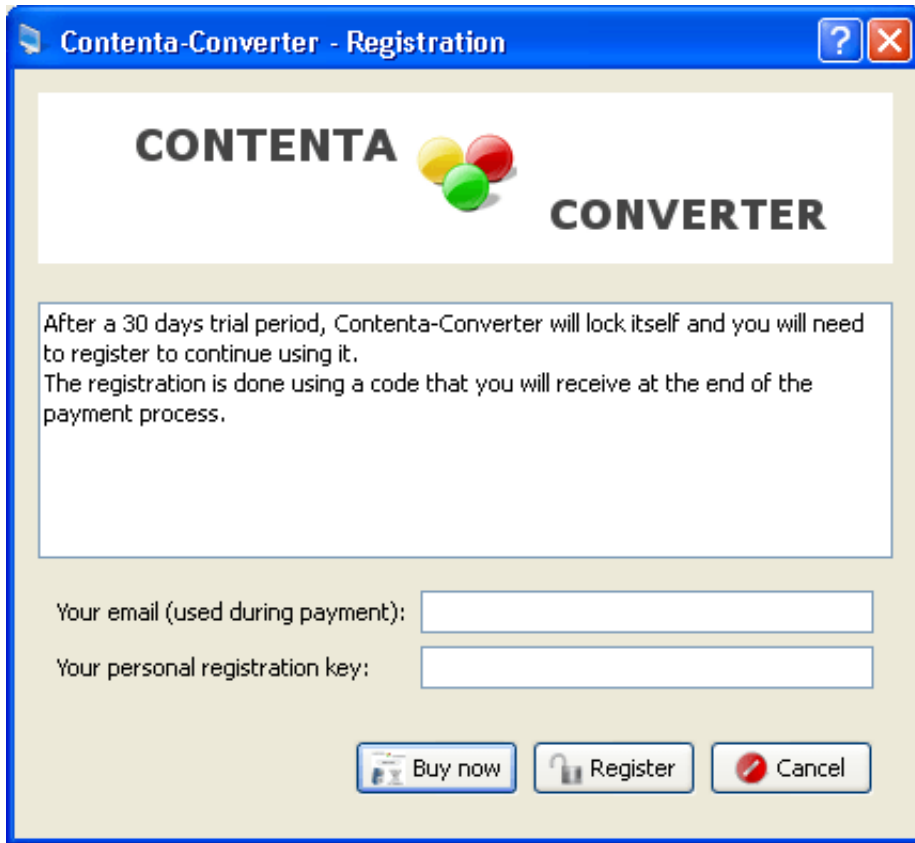 Contenta-Converter - Registration
CONTENTA
CONVERTER
After a 30 days trial period, Contenta-Converter will lock itself and you will need
to register to continue using it.
The registration is done using a code that you will receive at the end of the
payment process.
Your email (used during payment):
Your personal registration key:
Buy now Register Cancel